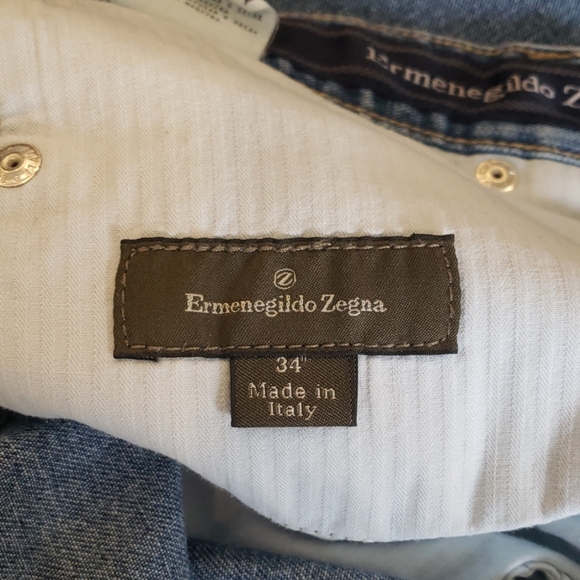 Ermenegildo Z
Z
Ermenegildo Zegna
34"
Made in
Italy